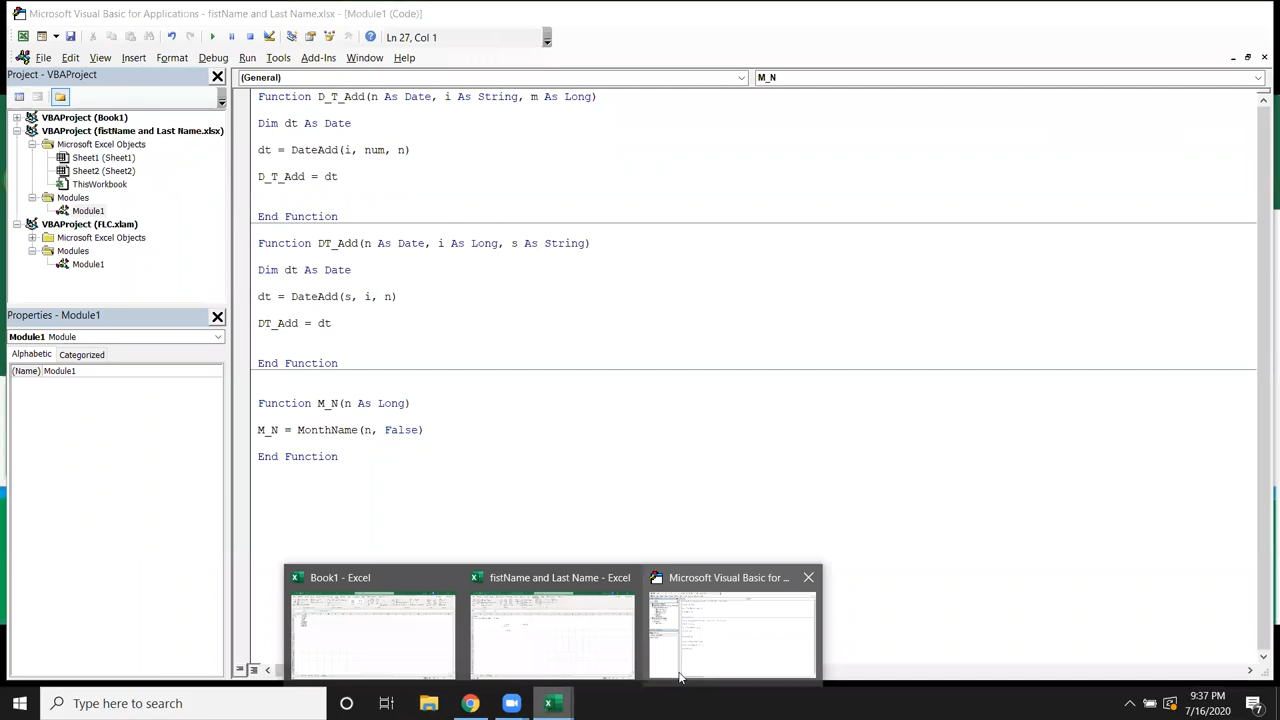 Microsoft Visual Basic for Applications - fistName and Last Name.xlsx - [Module1 (Code)]
Ln 27, Col 1
File Edit View Insert Format Debug Run Tools Add-Ins Window Help
Project - VBAProject
(General)
M_N
VBAProject (Book1)
VBAProject (fistName and Last Name.xlsx)
Microsoft Excel Objects
Sheet1 (Sheet1)
Sheet2 (Sheet2)
ThisWorkbook
Modules
Module1
VBAProject (FLC.xlam)
Microsoft Excel Objects
Modules
Module1
Properties - Module1
Module1 Module
Alphabetic Categorized
(Name) Module1
Function D_T_Add(n As Date, i As String, m As Long)
Dim dt As Date
dt = DateAdd(i, num, n)
D_T_Add = dt
End Function
Function DT_Add(n As Date, i As Long, s As String)
Dim dt As Date
dt = DateAdd(s, i, n)
DT_Add = dt
End Function
Function M_N(n As Long)
M_N = MonthName(n, False)
End Function
Book1 - Excel
fistName and Last Name - Excel
Microsoft Visual Basic for ...
Type here to search
9:37 PM
7/16/2020
7